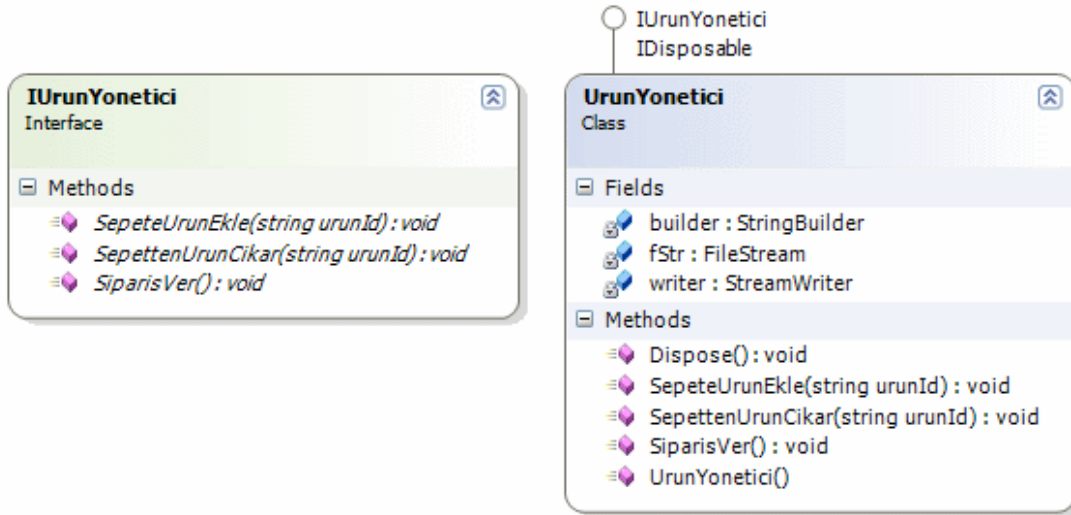 IUrunYonetici
Interface
Methods
SepeteUrunEkle(string urunId) : void
SepettenUrunCikar(string urunId) : void
SiparisVer() : void
IUrunYonetici
IDisposable
UrunYonetici
Class
Fields
builder : StringBuilder
fStr : FileStream
writer : StreamWriter
Methods
Dispose() : void
SepeteUrunEkle(string urunId) : void
SepettenUrunCikar(string urunId) : void
SiparisVer() : void
UrunYonetici()